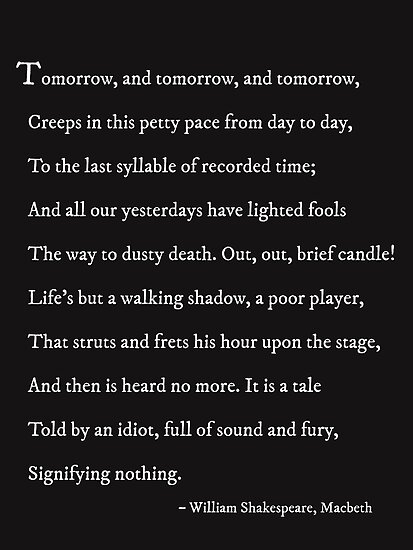 Tomorrow, and tomorrow, and tomorrow,
Creeps in this petty pace from day to day,
To the last syllable of recorded time;
And all our yesterdays have lighted fools
The way to dusty death. Out, out, brief candle!
Life's but a walking shadow, a poor player,
That struts and frets his hour upon the stage,
And then is heard no more. It is a tale
Told by an idiot, full of sound and fury,
Signifying nothing.
– William Shakespeare, Macbeth